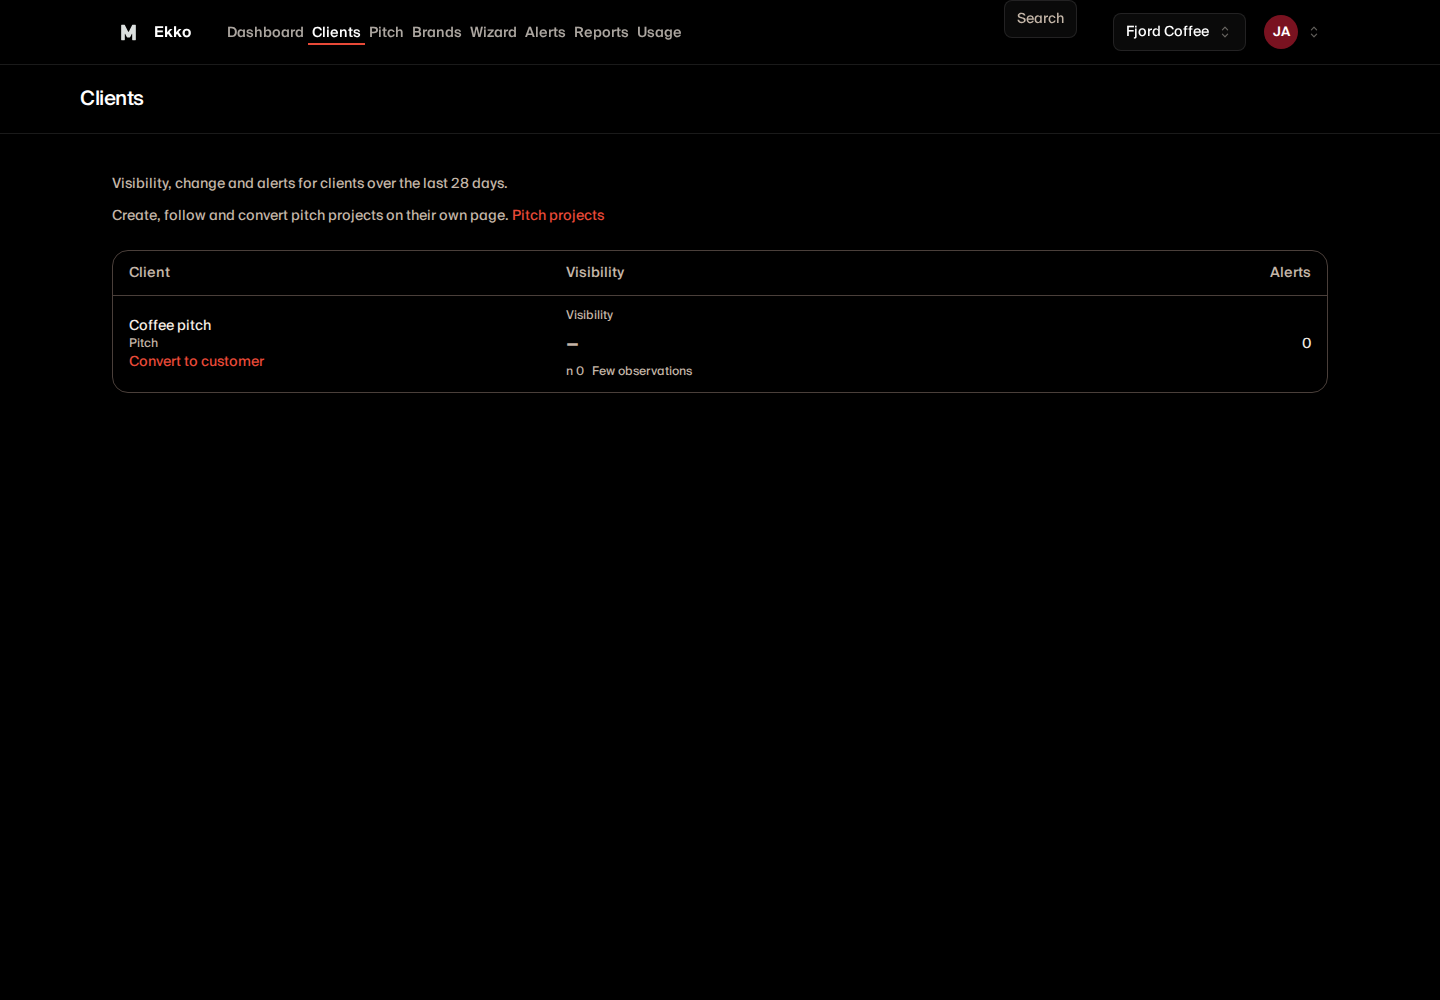 M Ekko Dashboard Clients Pitch Brands Wizard Alerts Reports Usage Search Fjord Coffee JA
Clients
Visibility, change and alerts for clients over the last 28 days.
Create, follow and convert pitch projects on their own page. Pitch projects
Client Visibility Alerts
Coffee pitch
Pitch
Convert to customer
Visibility
–
n 0 Few observations
0